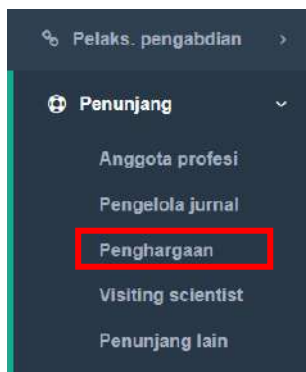 Pelaks. pengabdian
Penunjang
Anggota profesi
Pengelola jurnal
Penghargaan
Visiting scientist
Penunjang lain